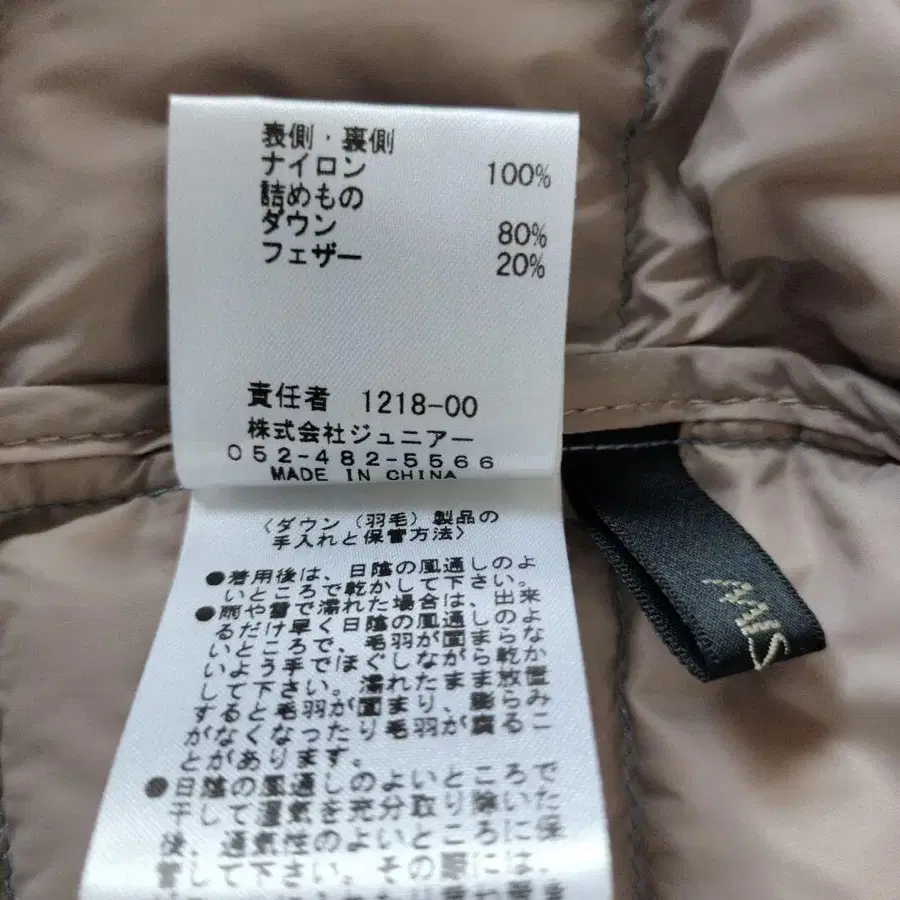 表側・裏側
ナイロン 100%
詰めもの
ダウン 80%
フェザー 20%
責任者 1218-00
株式会社ジュニアー
052-482-5566
MADE IN CHINA
〈ダウン(羽毛)製品の
手入れと保管方法〉
●着用後は、日陰の風通しのよ
いところで乾かして下さい。
●雨や雪で濡れた場合は、出来
るだけ早く日陰の風通しのよ
いところで、毛羽が固まらな
いよう手でほぐしながら乾か
して下さい。濡れたまま放置
すると毛羽が固まり、膨らみ
がなくなったり毛羽が腐るこ
とがあります。
●日陰の風通しのよいところで
干して湿気を充分取り除いた
後、通気性のよいところに保
管して下さい。その際には、
MIS